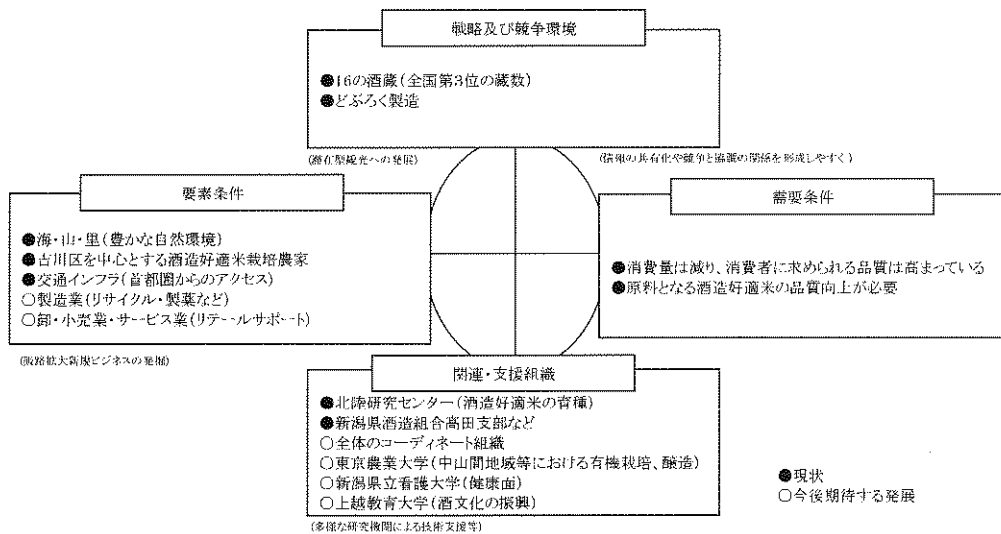 戦略及び競争環境
●16の酒蔵(全国第3位の蔵数)
●どぶろく製造
(滞在型観光への発展)
(情報の共有化や競争と協調の関係を形成しやすく)
要素条件
●海・山・里(豊かな自然環境)
●吉川区を中心とする酒造好適米栽培農家
●交通インフラ(首都圏からのアクセス)
○製造業(リサイクル・製薬など)
○卸・小売業・サービス業(リテールサポート)
(販路拡大新規ビジネスの発掘)
需要条件
●消費量は減り、消費者に求められる品質は高まっている
●原料となる酒造好適米の品質向上が必要
関連・支援組織
●北陸研究センター(酒造好適米の育種)
●新潟県酒造組合高田支部など
○全体のコーディネート組織
○東京農業大学(中山間地域等における有機栽培、醸造)
○新潟県立看護大学(健康面)
○上越教育大学(酒文化の振興)
(多様な研究機関による技術支援等)
●現状
○今後期待する発展